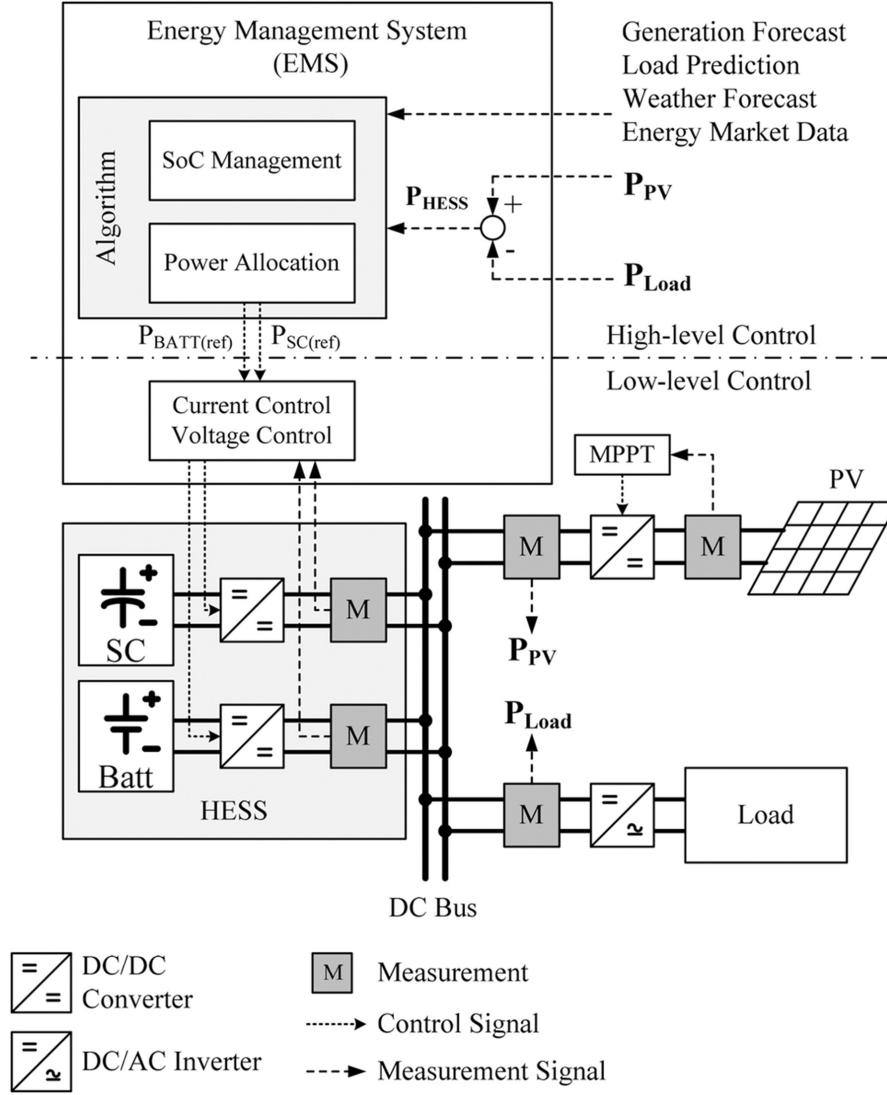 Energy Management System
(EMS)
Generation Forecast
Load Prediction
Weather Forecast
Energy Market Data
Algorithm
SoC Management
Power Allocation
P_HESS
+
-
P_PV
P_Load
P_BATT(ref)
P_SC(ref)
High-level Control
Low-level Control
Current Control
Voltage Control
MPPT
PV
M
M
P_PV
+
-
SC
M
+
-
Batt
M
HESS
P_Load
M
Load
DC Bus
DC/DC
Converter
M
Measurement
Control Signal
DC/AC Inverter
Measurement Signal